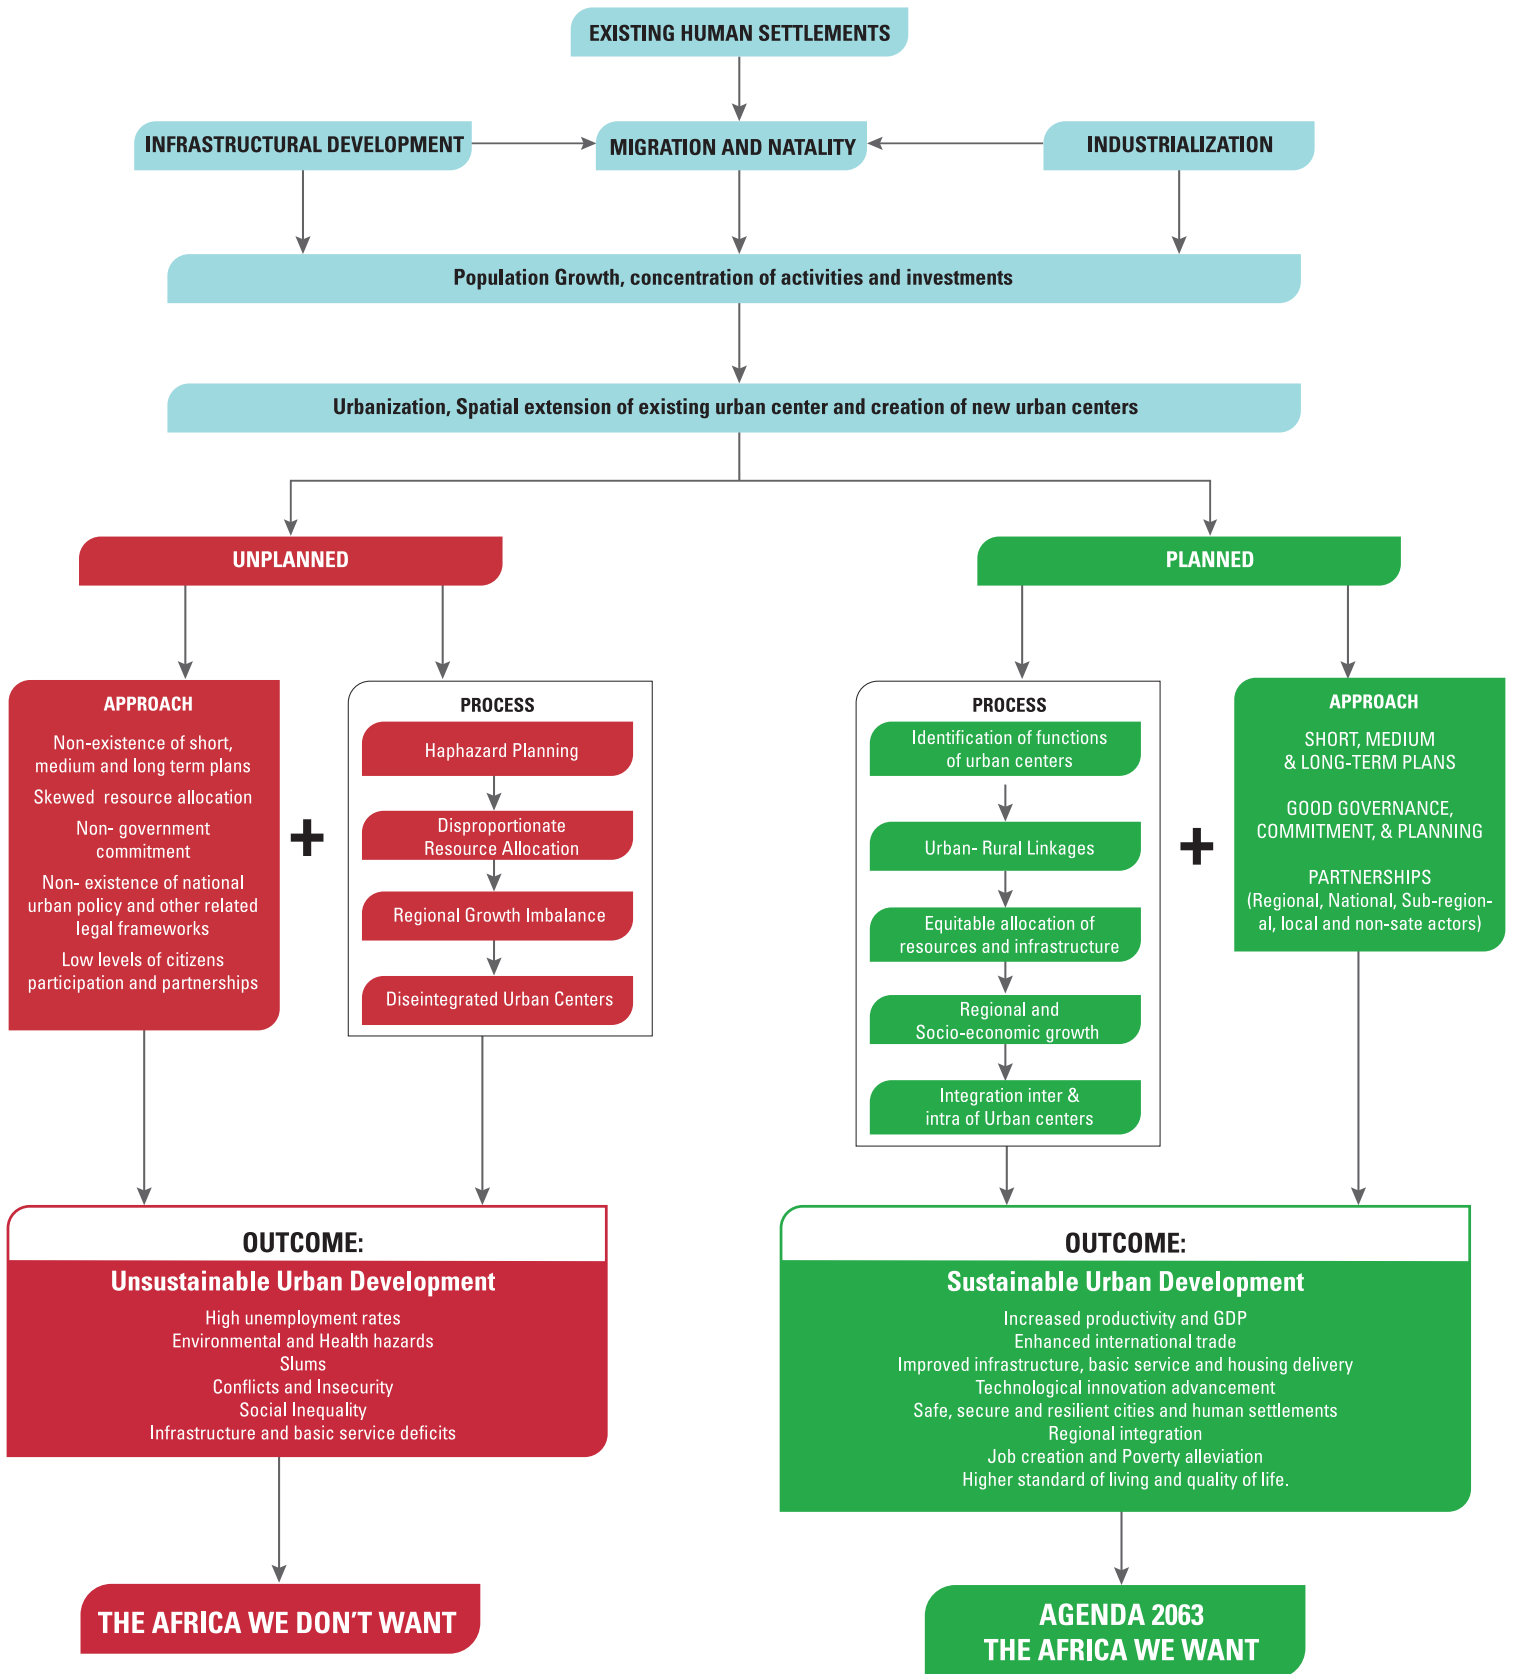 EXISTING HUMAN SETTLEMENTS
INFRASTRUCTURAL DEVELOPMENT
MIGRATION AND NATALITY
INDUSTRIALIZATION
Population Growth, concentration of activities and investments
Urbanization, Spatial extension of existing urban center and creation of new urban centers
UNPLANNED
APPROACH
Non-existence of short,
medium and long term plans
Skewed resource allocation
Non- government
commitment
Non- existence of national
urban policy and other related
legal frameworks
Low levels of citizens
participation and partnerships
+
PROCESS
Haphazard Planning
Disproportionate
Resource Allocation
Regional Growth Imbalance
Diseintegrated Urban Centers
OUTCOME:
Unsustainable Urban Development
High unemployment rates
Environmental and Health hazards
Slums
Conflicts and Insecurity
Social Inequality
Infrastructure and basic service deficits
THE AFRICA WE DON'T WANT
PLANNED
PROCESS
Identification of functions
of urban centers
Urban- Rural Linkages
Equitable allocation of
resources and infrastructure
Regional and
Socio-economic growth
Integration inter &
intra of Urban centers
+
APPROACH
SHORT, MEDIUM
& LONG-TERM PLANS
GOOD GOVERNANCE,
COMMITMENT, & PLANNING
PARTNERSHIPS
(Regional, National, Sub-region-
al, local and non-sate actors)
OUTCOME:
Sustainable Urban Development
Increased productivity and GDP
Enhanced international trade
Improved infrastructure, basic service and housing delivery
Technological innovation advancement
Safe, secure and resilient cities and human settlements
Regional integration
Job creation and Poverty alleviation
Higher standard of living and quality of life.
AGENDA 2063
THE AFRICA WE WANT